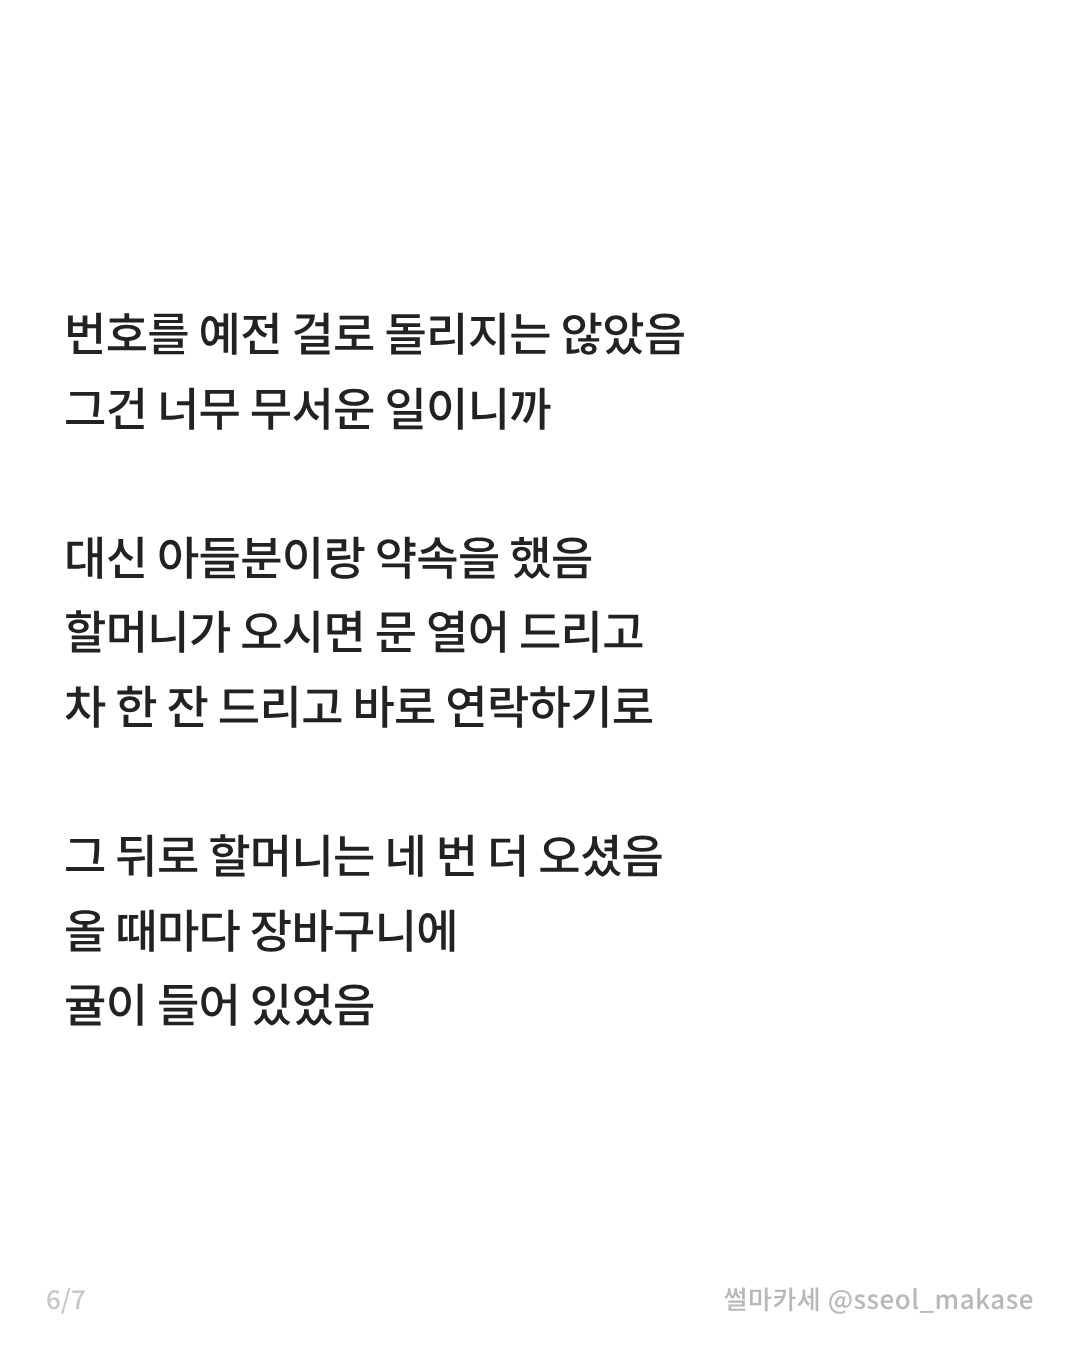 번호를 예전 걸로 돌리지는 않았음
그건 너무 무서운 일이니까
대신 아들분이랑 약속을 했음
할머니가 오시면 문 열어 드리고
차 한 잔 드리고 바로 연락하기로
그 뒤로 할머니는 네 번 더 오셨음
올 때마다 장바구니에
귤이 들어 있었음
6/7
썰마카세 @sseol_makase